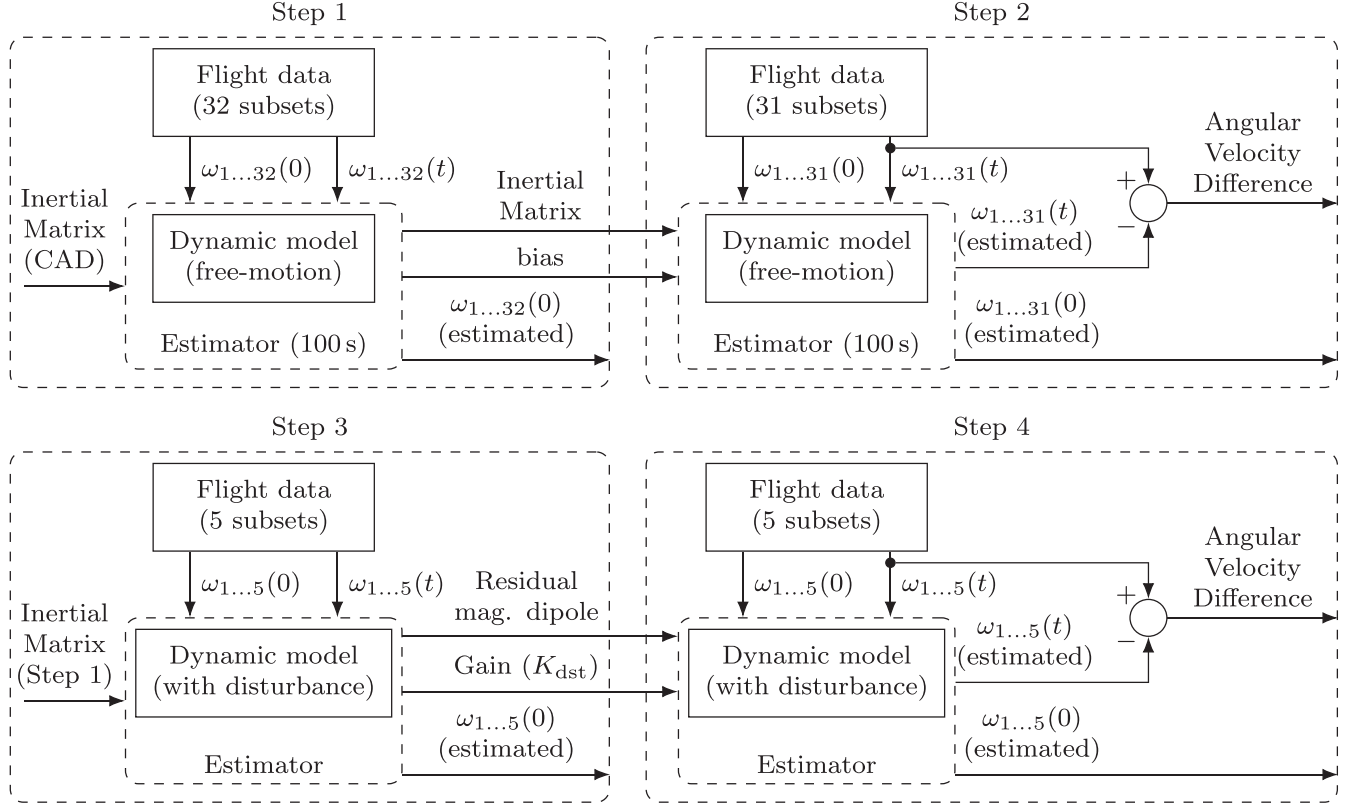 Step 1
Flight data
(32 subsets)
ω1...32(0)
ω1...32(t)
Inertial
Matrix
(CAD)
Dynamic model
(free-motion)
Estimator (100 s)
Inertial
Matrix
bias
ω1...32(0)
(estimated)
Step 2
Flight data
(31 subsets)
ω1...31(0)
ω1...31(t)
Dynamic model
(free-motion)
Estimator (100 s)
ω1...31(t)
(estimated)
ω1...31(0)
(estimated)
+
−
Angular
Velocity
Difference
Step 3
Flight data
(5 subsets)
ω1...5(0)
ω1...5(t)
Inertial
Matrix
(Step 1)
Dynamic model
(with disturbance)
Estimator
Residual
mag. dipole
Gain (Kdst)
ω1...5(0)
(estimated)
Step 4
Flight data
(5 subsets)
ω1...5(0)
ω1...5(t)
Dynamic model
(with disturbance)
Estimator
ω1...5(t)
(estimated)
ω1...5(0)
(estimated)
+
−
Angular
Velocity
Difference